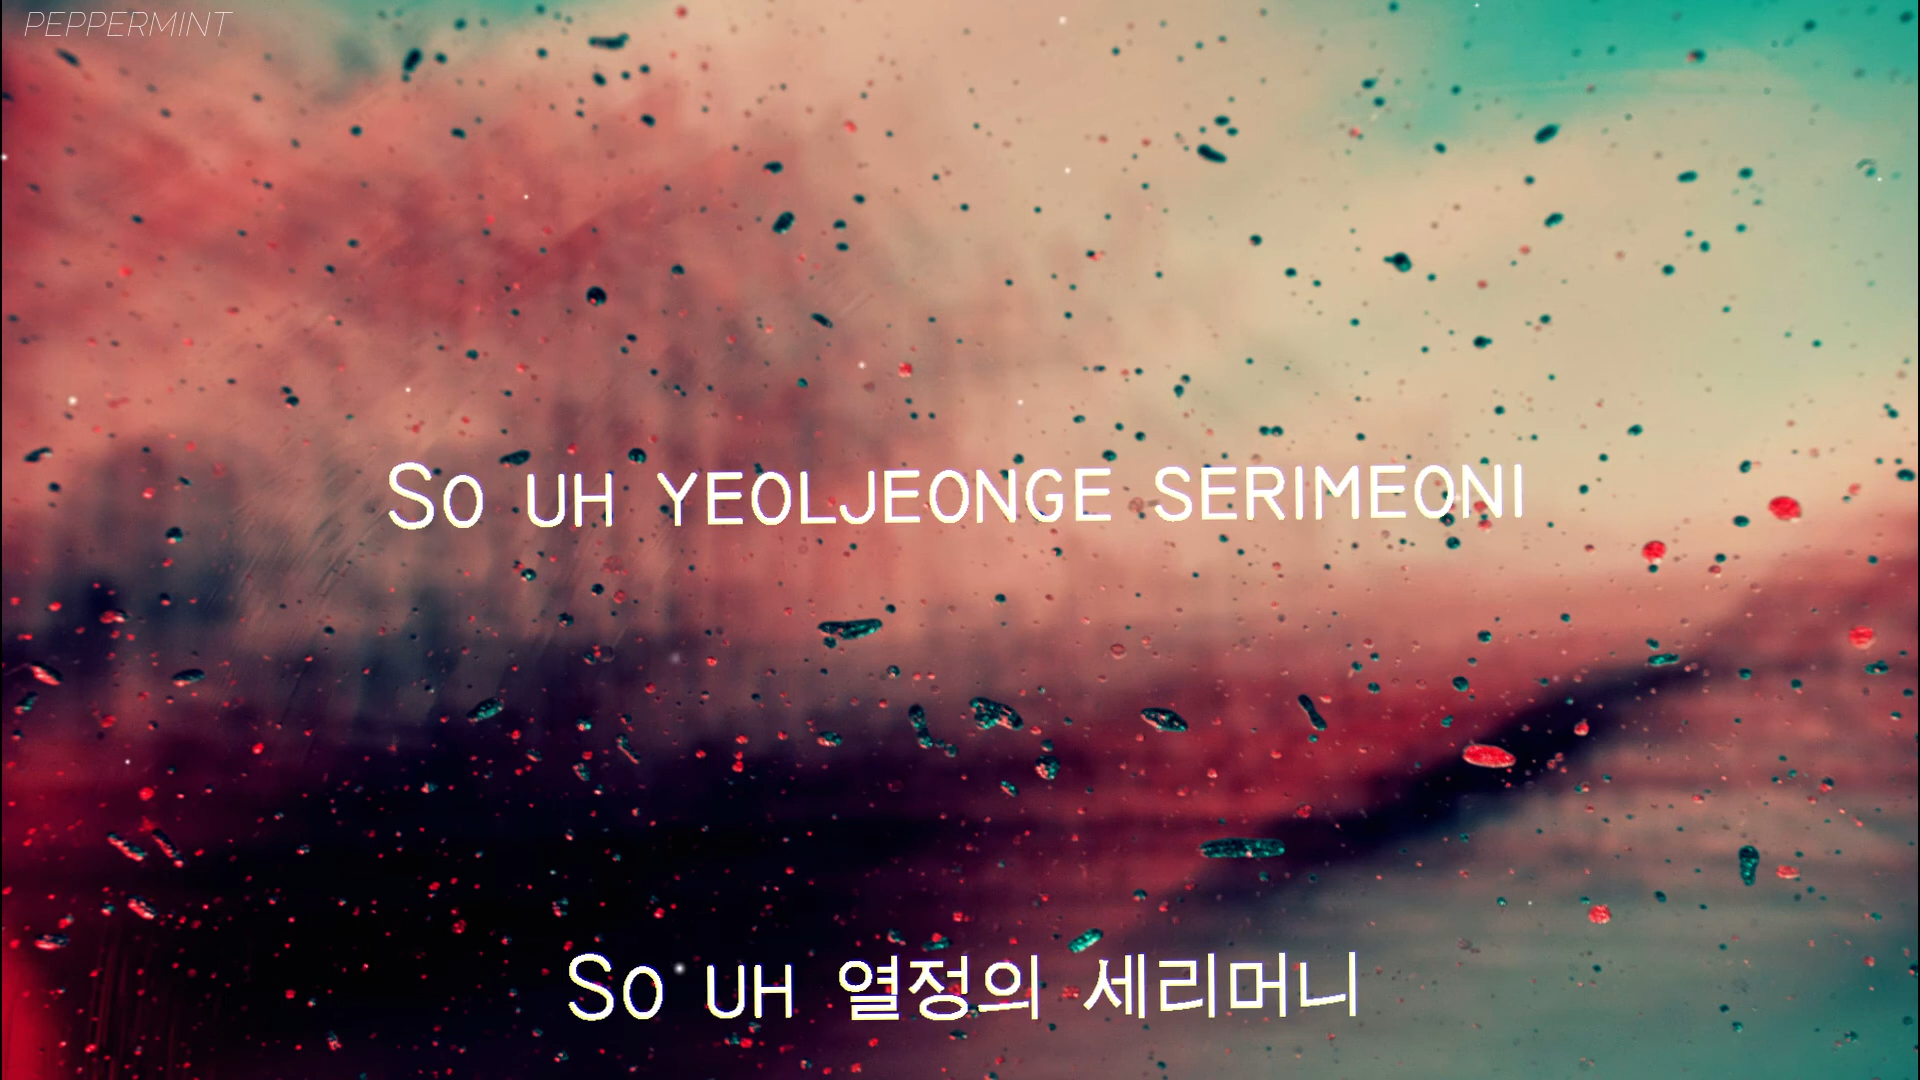 PEPPERMINT
So uh yeoljeonge serimeoni
So uh 열정의 세리머니